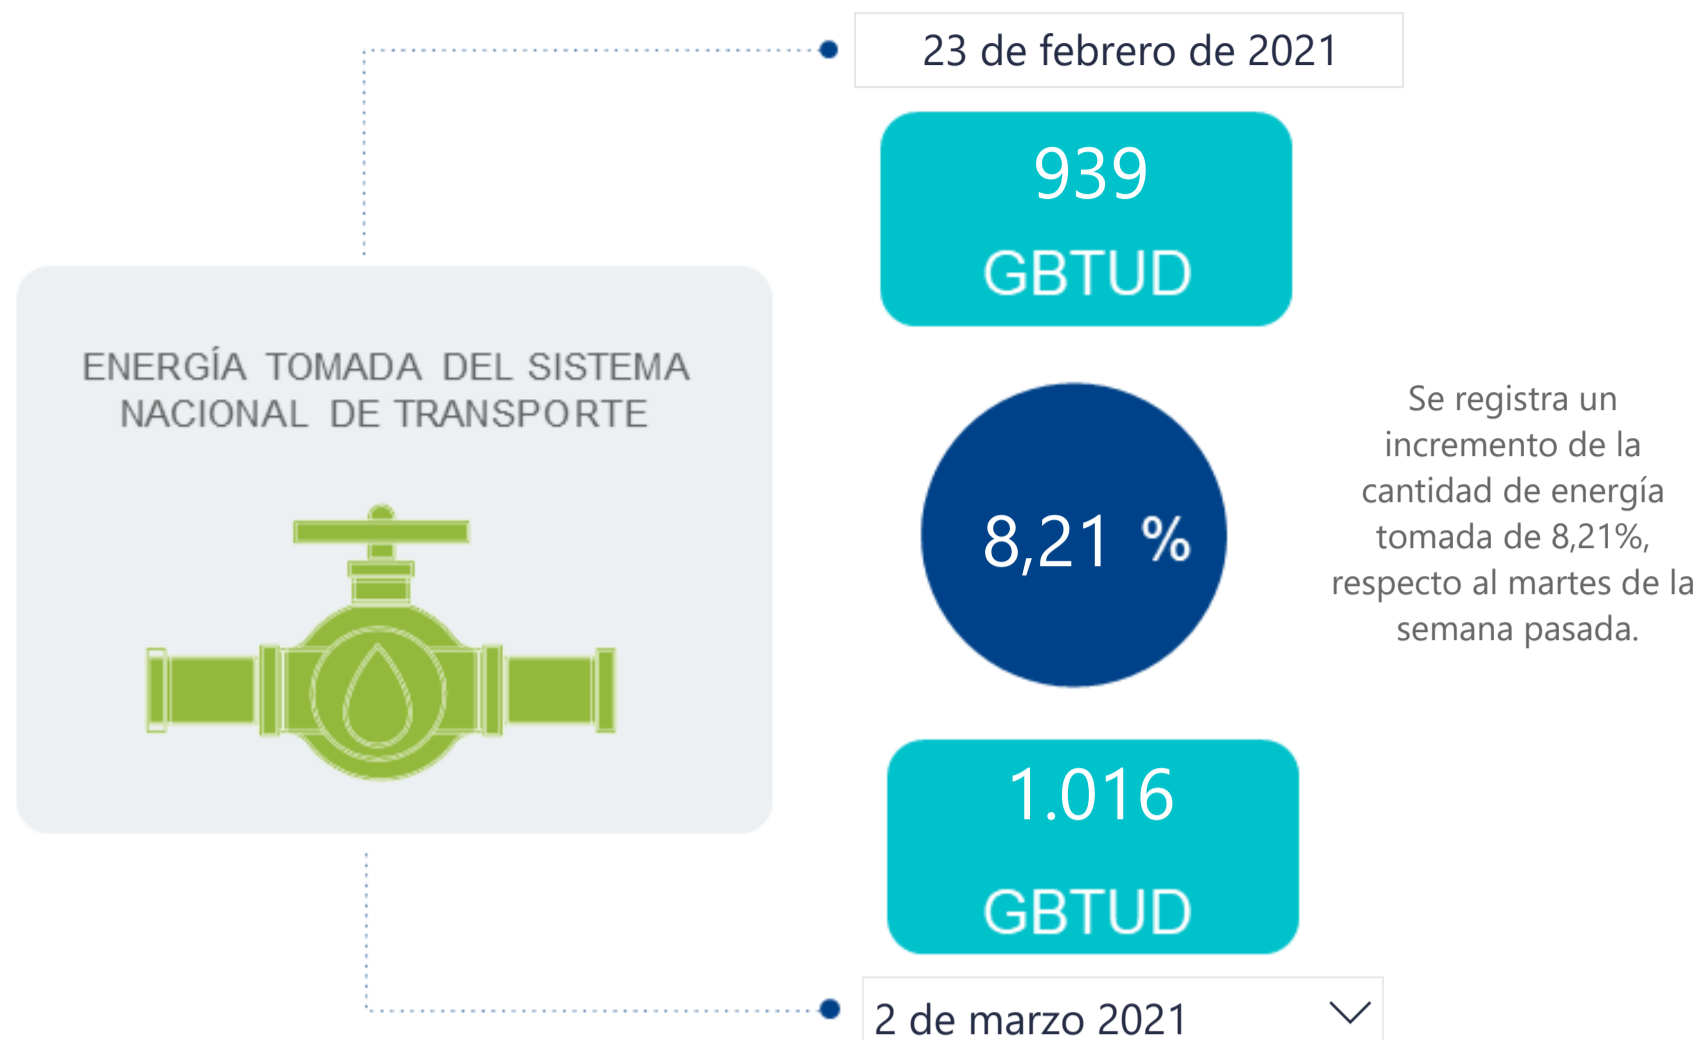 23 de febrero de 2021
939
GBTUD
ENERGÍA TOMADA DEL SISTEMA
NACIONAL DE TRANSPORTE
8,21 %
Se registra un
incremento de la
cantidad de energía
tomada de 8,21%,
respecto al martes de la
semana pasada.
1.016
GBTUD
2 de marzo 2021